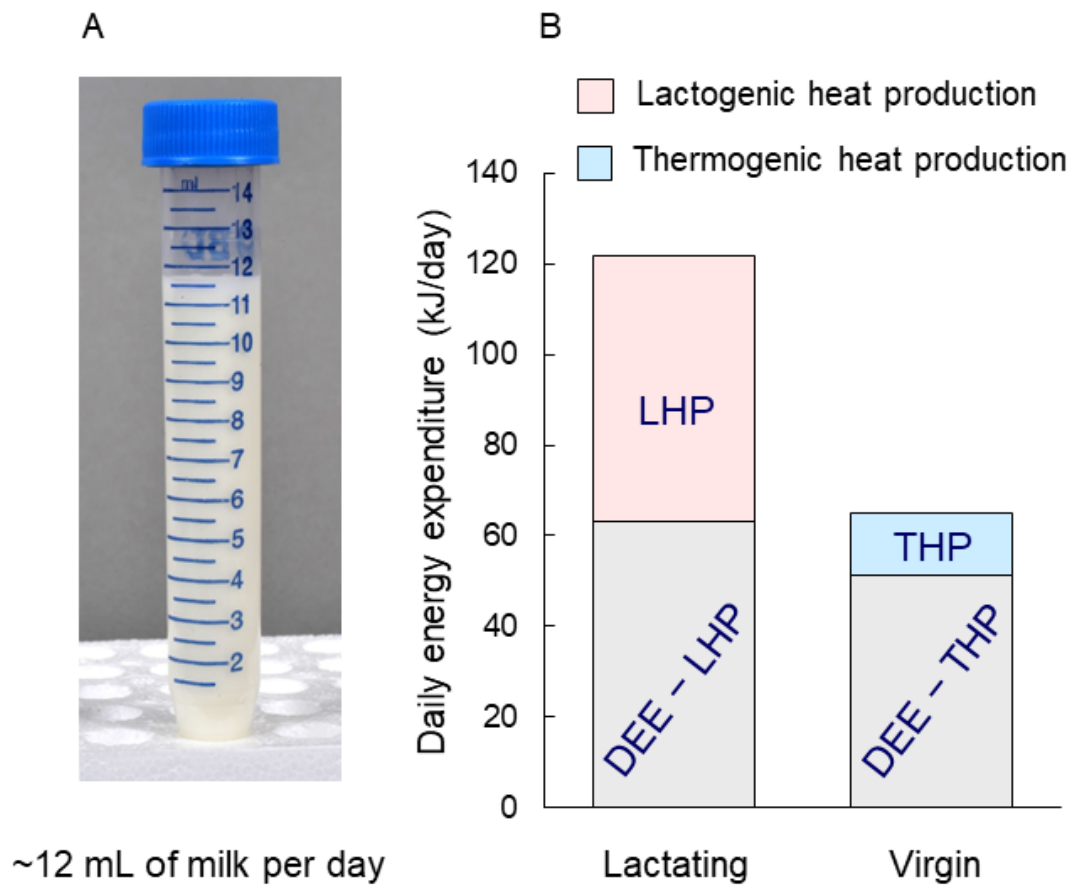 A
B
Lactogenic heat production
Thermogenic heat production
ml
14
13
12
11
10
9
8
7
6
5
4
3
2
Daily energy expenditure (kJ/day)
140
120
100
80
60
40
20
0
LHP
DEE – LHP
THP
DEE – THP
~12 mL of milk per day
Lactating
Virgin